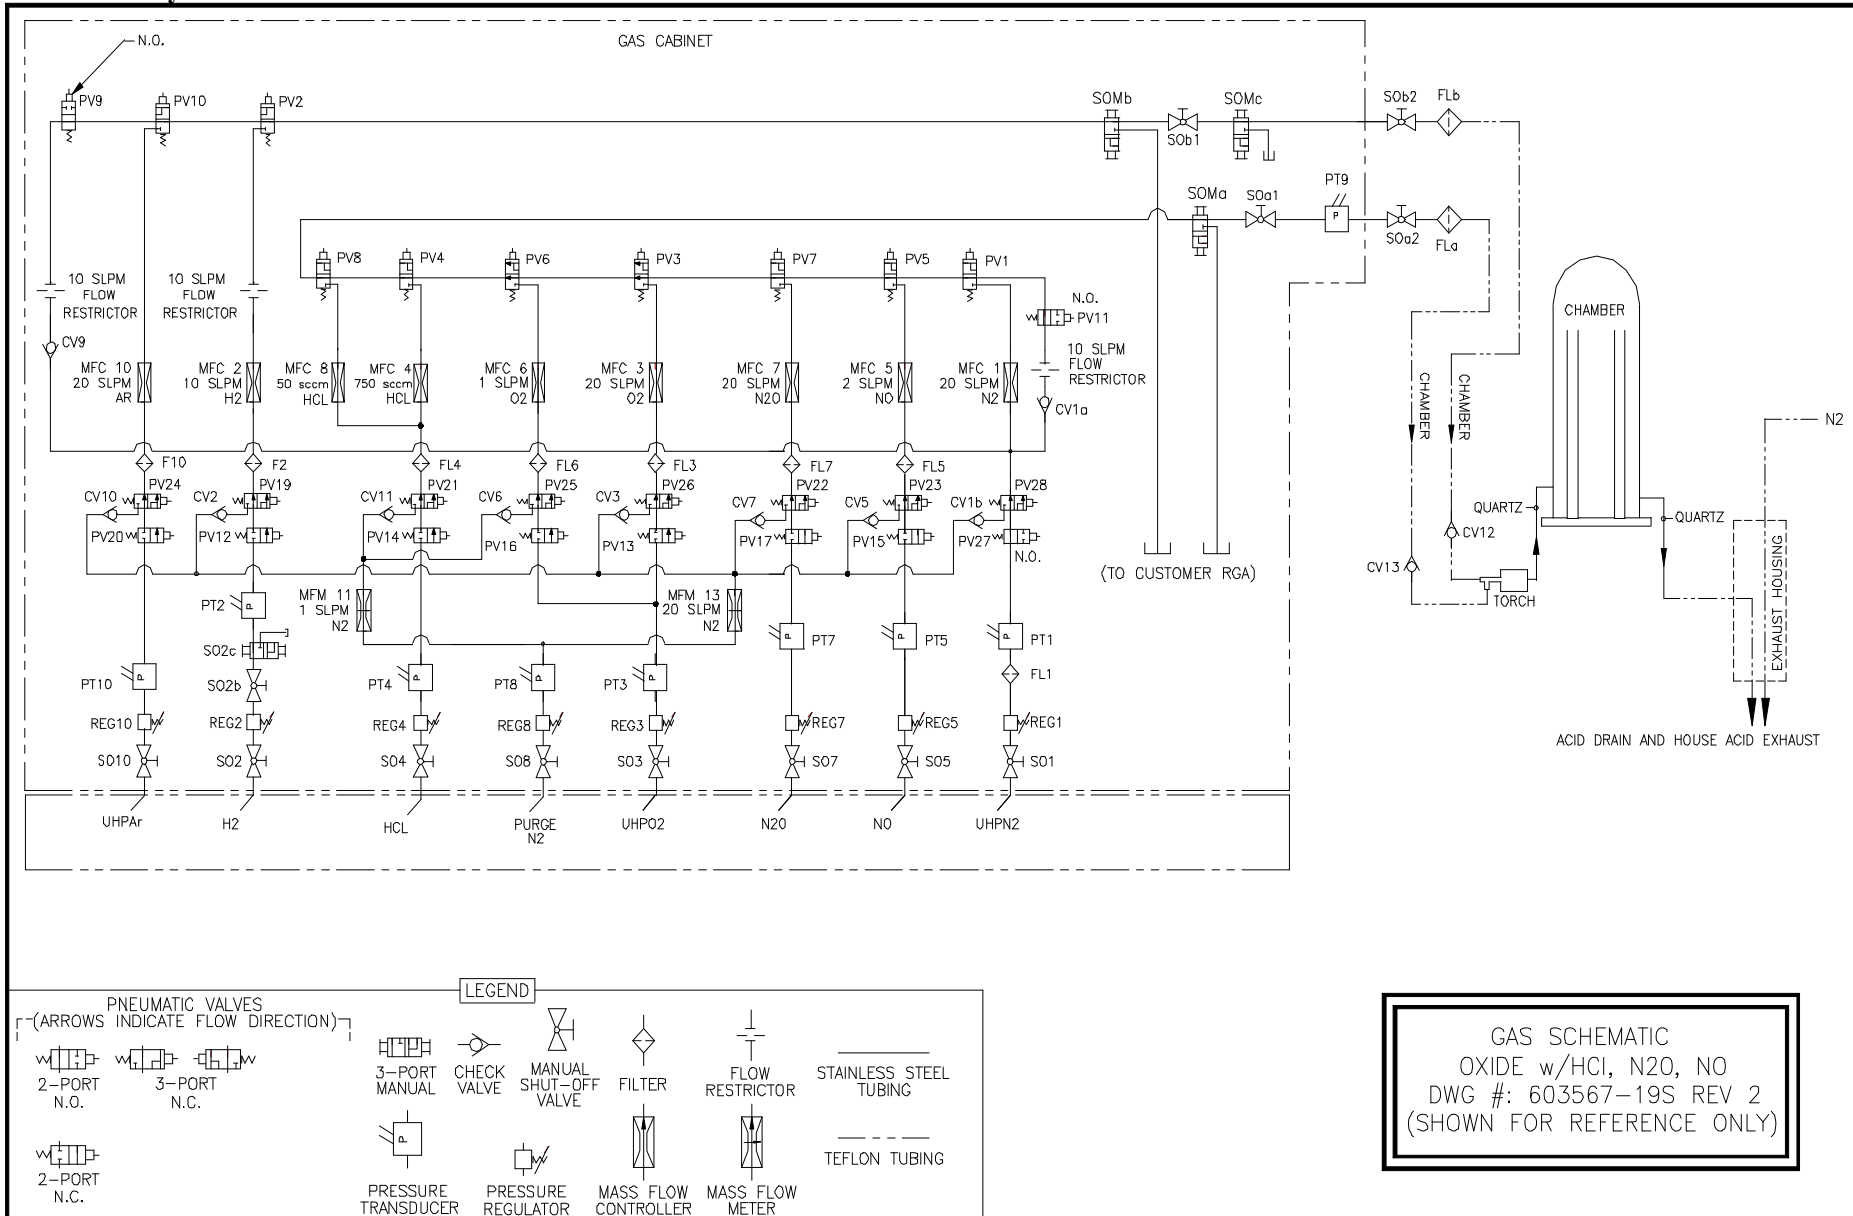 GAS CABINET
N.O.
PV9
PV10
PV2
SOMb
SOb1
SOMc
SOb2
FLb
SOMa
SOa1
PT9
P
SOa2
FLa
PV8
PV4
PV6
PV3
PV7
PV5
PV1
N.O.
PV11
10 SLPM
FLOW
RESTRICTOR
10 SLPM
FLOW
RESTRICTOR
10 SLPM
FLOW
RESTRICTOR
CV9
CV1a
MFC 10
20 SLPM
AR
MFC 2
10 SLPM
H2
MFC 8
50 sccm
HCL
MFC 4
750 sccm
HCL
MFC 6
1 SLPM
O2
MFC 3
20 SLPM
O2
MFC 7
20 SLPM
N2O
MFC 5
2 SLPM
NO
MFC 1
20 SLPM
N2
F10
F2
FL4
FL6
FL3
FL7
FL5
PV24
PV19
PV21
PV25
PV26
PV22
PV23
PV28
CV10
CV2
CV11
CV6
CV3
CV7
CV5
CV1b
PV20
PV12
PV14
PV16
PV13
PV17
PV15
PV27
N.O.
(TO CUSTOMER RGA)
PT2
P
SO2c
SO2b
MFM 11
1 SLPM
N2
MFM 13
20 SLPM
N2
PT7
P
PT5
P
PT1
P
FL1
PT10
P
PT4
P
PT8
P
PT3
P
REG10
REG2
REG4
REG8
REG3
REG7
REG5
REG1
SO10
SO2
SO4
SO8
SO3
SO7
SO5
SO1
UHPAr
H2
HCL
PURGE
N2
UHPO2
N2O
NO
UHPN2
CHAMBER
CHAMBER
CHAMBER
N2
QUARTZ
QUARTZ
CV12
CV13
TORCH
EXHAUST HOUSING
ACID DRAIN AND HOUSE ACID EXHAUST
LEGEND
PNEUMATIC VALVES
(ARROWS INDICATE FLOW DIRECTION)
2-PORT
N.O.
3-PORT
N.C.
2-PORT
N.C.
3-PORT
MANUAL
CHECK
VALVE
MANUAL
SHUT-OFF
VALVE
FILTER
FLOW
RESTRICTOR
STAINLESS STEEL
TUBING
P
PRESSURE
TRANSDUCER
PRESSURE
REGULATOR
MASS FLOW
CONTROLLER
MASS FLOW
METER
TEFLON TUBING
GAS SCHEMATIC
OXIDE w/HCl, N2O, NO
DWG #: 603567-19S REV 2
(SHOWN FOR REFERENCE ONLY)